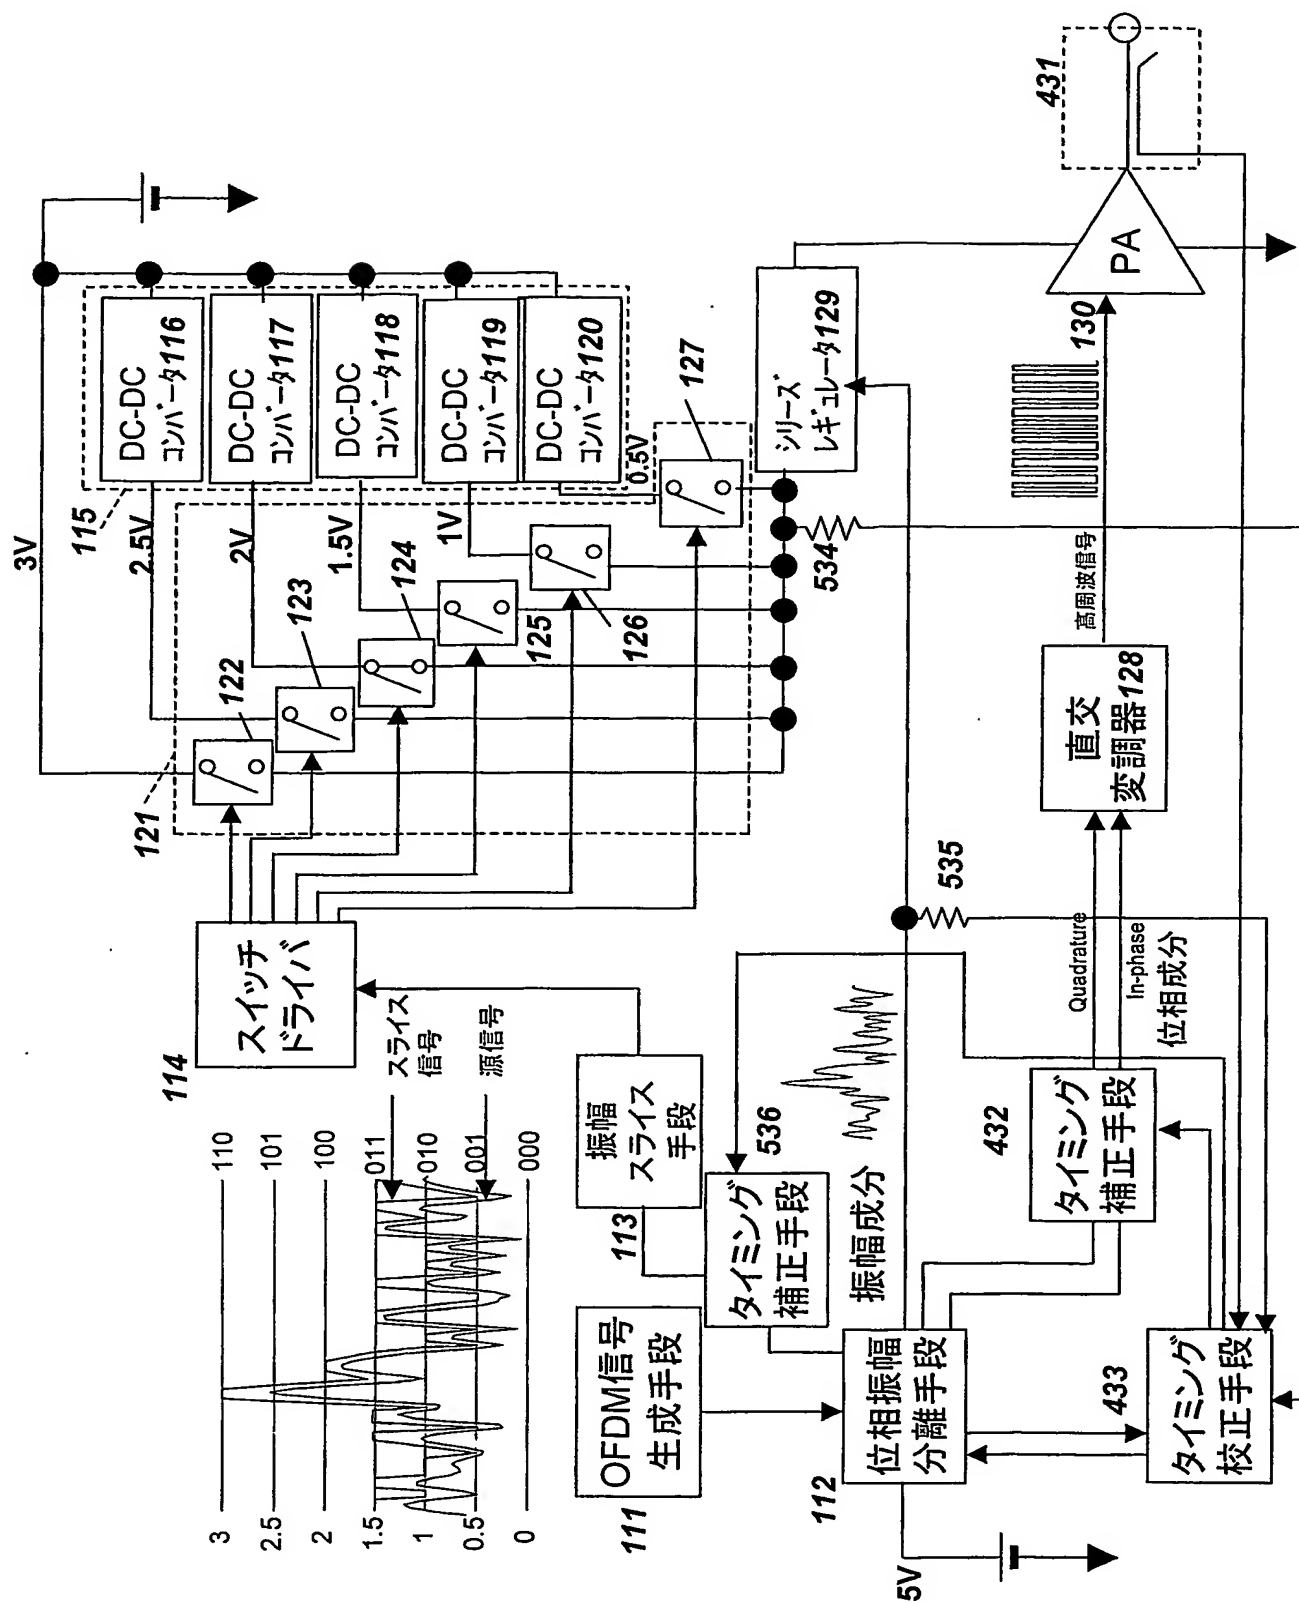 3V
115
2.5V
2V
1.5V
1V
0.5V
DC-DC
コンバータ116
DC-DC
コンバータ117
DC-DC
コンバータ118
DC-DC
コンバータ119
DC-DC
コンバータ120
121
122
123
124
125
126
127
114
スイッチ
ドライバ
シリーズ
レギュレータ129
534
PA
130
431
3
2.5
2
1.5
1
0.5
0
110
101
100
011
010
001
000
スライス
信号
源信号
113
振幅
スライス
手段
111
OFDM信号
生成手段
536
タイミング
補正手段
112
位相振幅
分離手段
5V
振幅成分
535
432
タイミング
補正手段
433
タイミング
校正手段
Quadrature
In-phase
位相成分
直交
変調器128
高周波信号